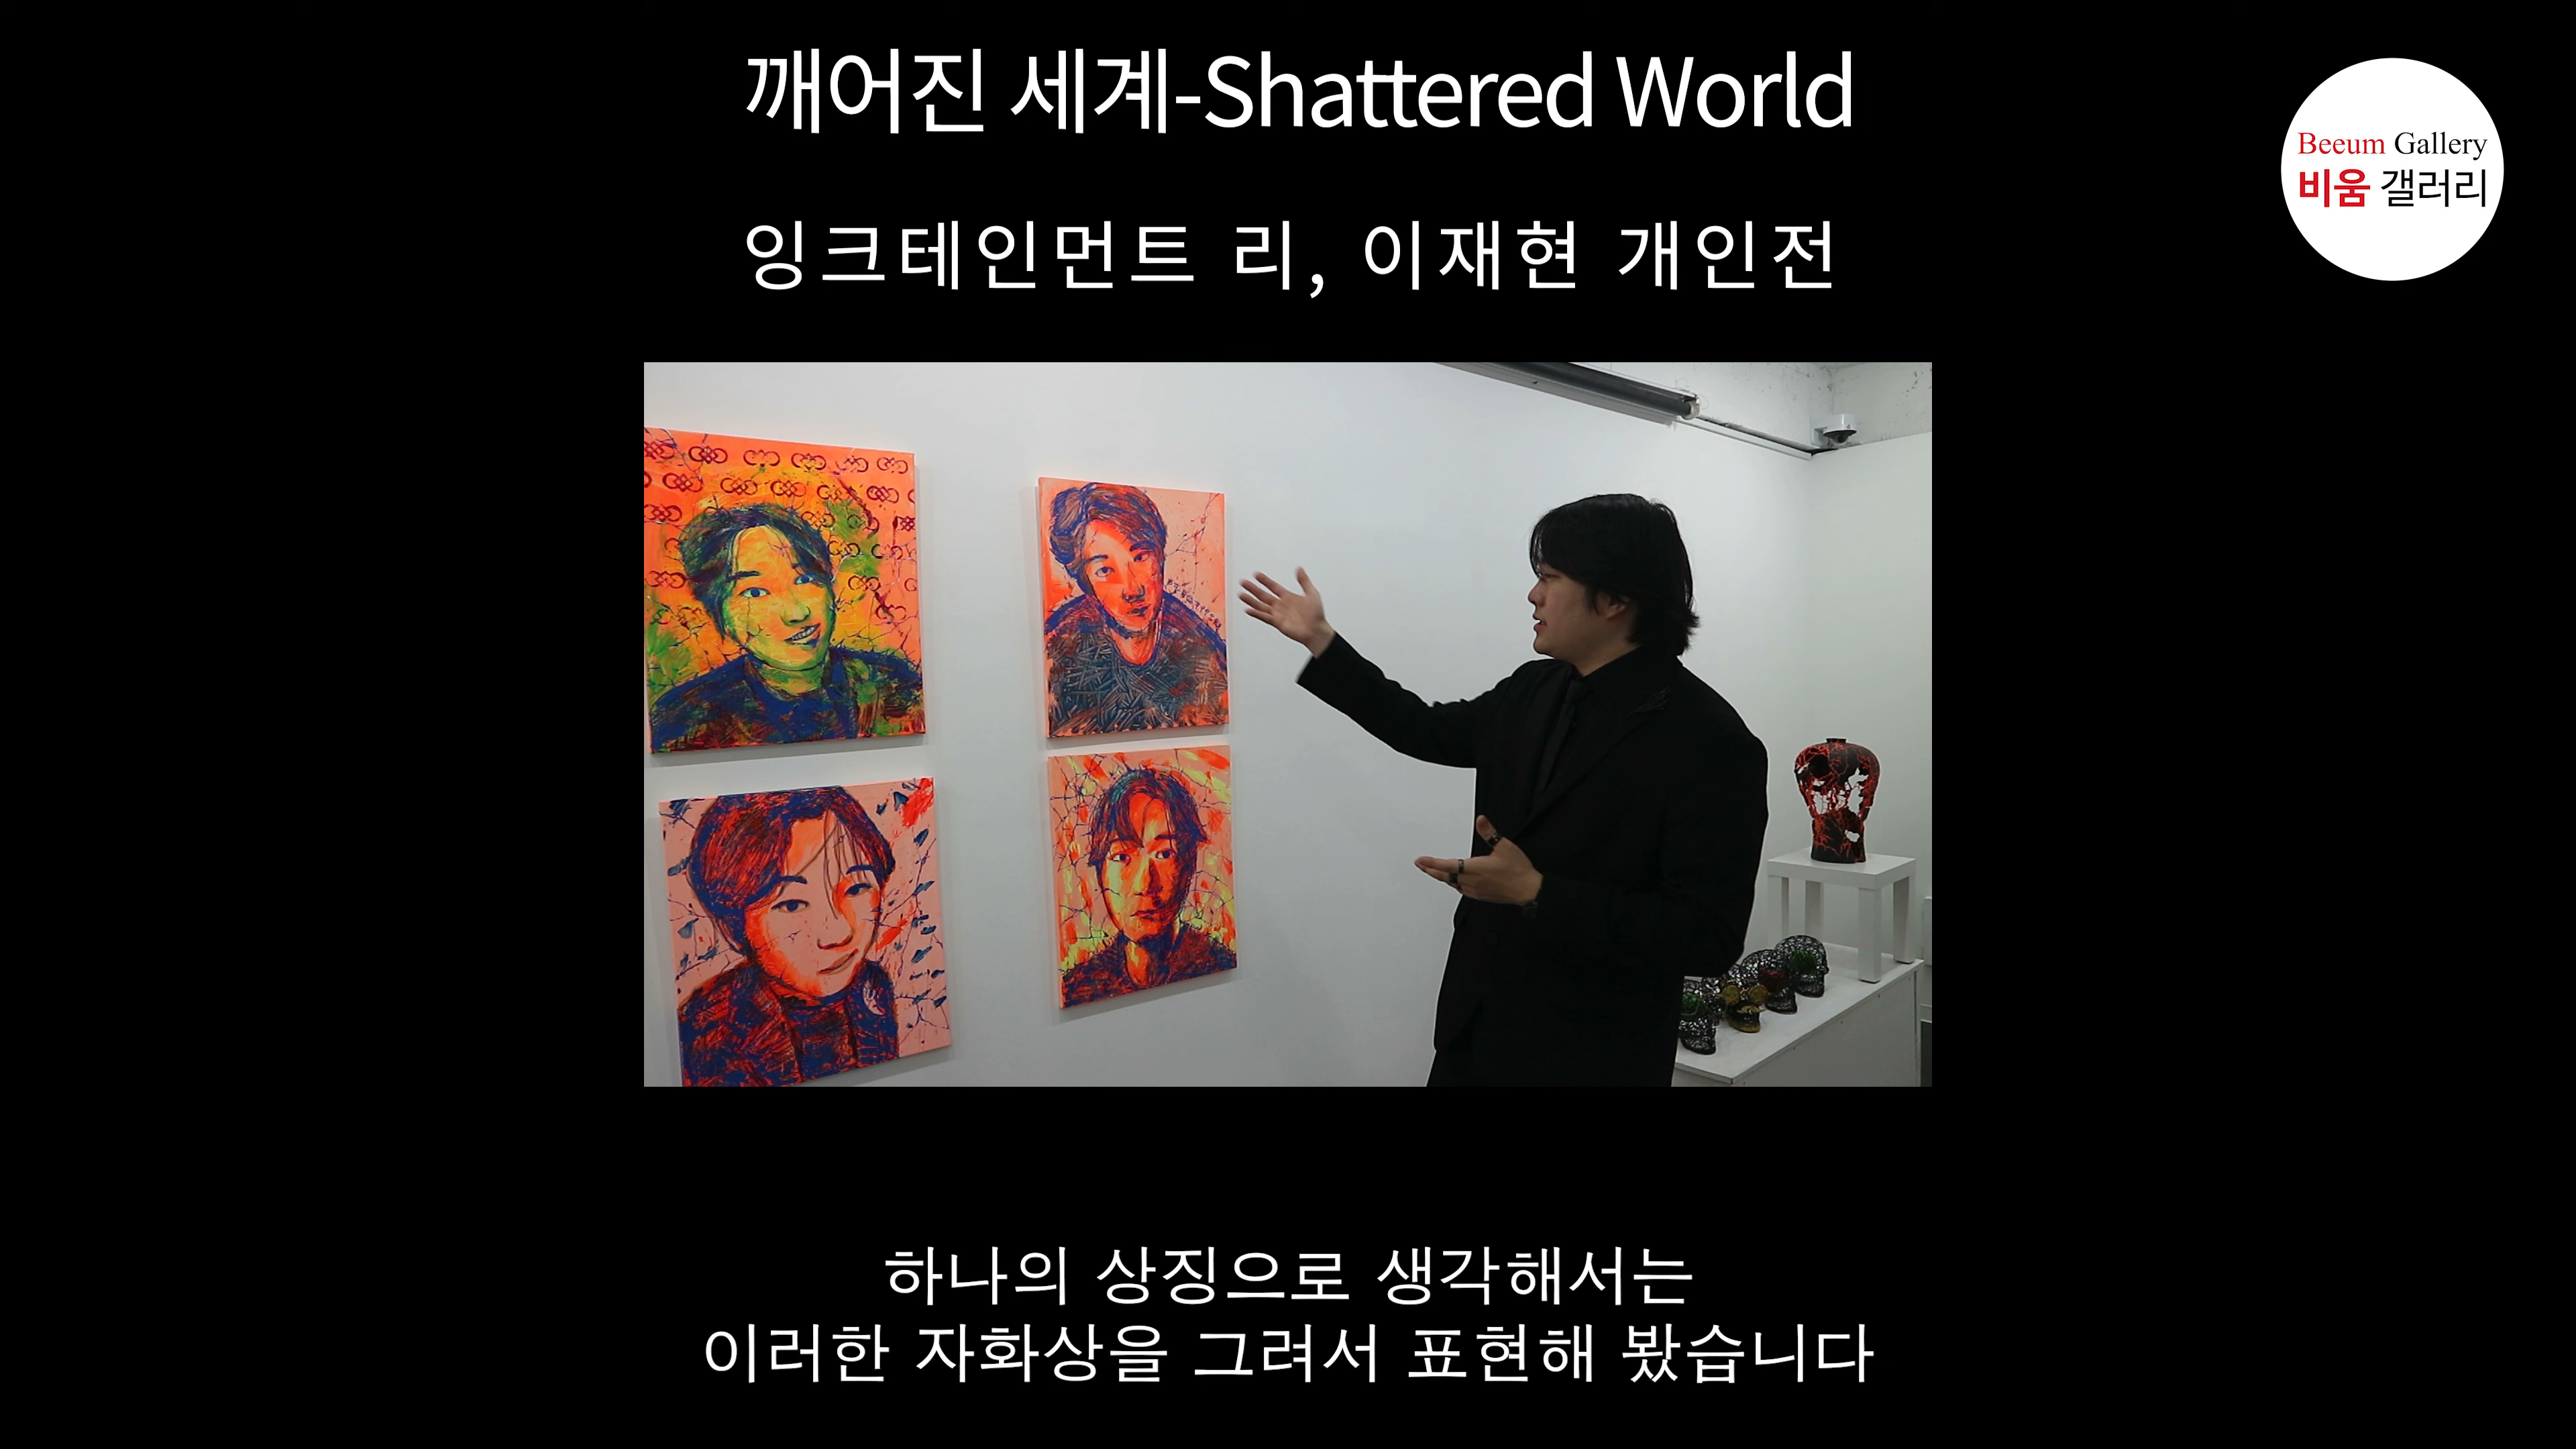 깨어진 세계-Shattered World
잉크테인먼트 리, 이재현 개인전
Beeum Gallery
비움 갤러리
하나의 상징으로 생각해서는
이러한 자화상을 그려서 표현해 봤습니다